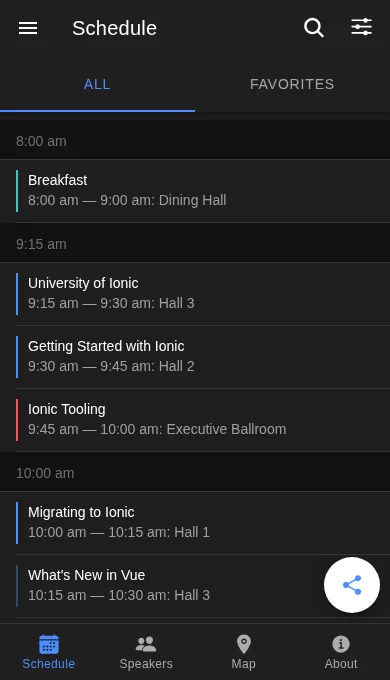 Schedule
ALL
FAVORITES
8:00 am
Breakfast
8:00 am — 9:00 am: Dining Hall
9:15 am
University of Ionic
9:15 am — 9:30 am: Hall 3
Getting Started with Ionic
9:30 am — 9:45 am: Hall 2
Ionic Tooling
9:45 am — 10:00 am: Executive Ballroom
10:00 am
Migrating to Ionic
10:00 am — 10:15 am: Hall 1
What's New in Vue
10:15 am — 10:30 am: Hall 3
Schedule
Speakers
Map
About